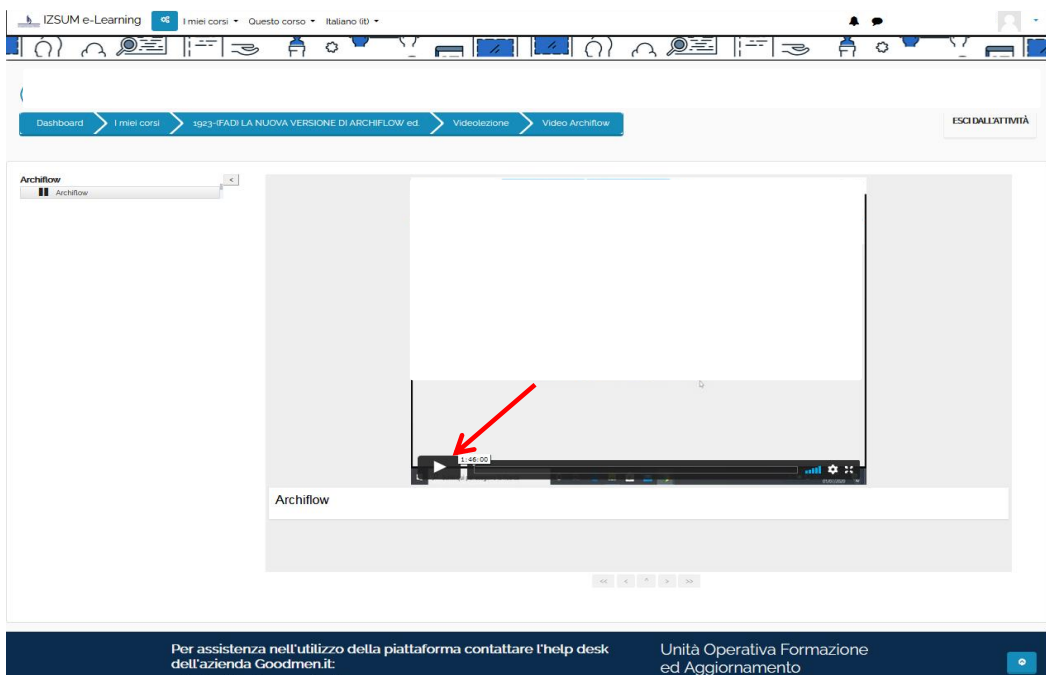 IZSUM e-Learning I miei corsi Questo corso Italiano (it)
Dashboard I miei corsi 1923-(FAD) LA NUOVA VERSIONE DI ARCHIFLOW ed. Videolezione Video Archiflow
ESCI DALL'ATTIVITÀ
Archiflow <
Archiflow
1:46:00
Archiflow
<< < ^ > >>
Per assistenza nell'utilizzo della piattaforma contattare l'help desk
dell'azienda Goodmen.it:
Unità Operativa Formazione
ed Aggiornamento